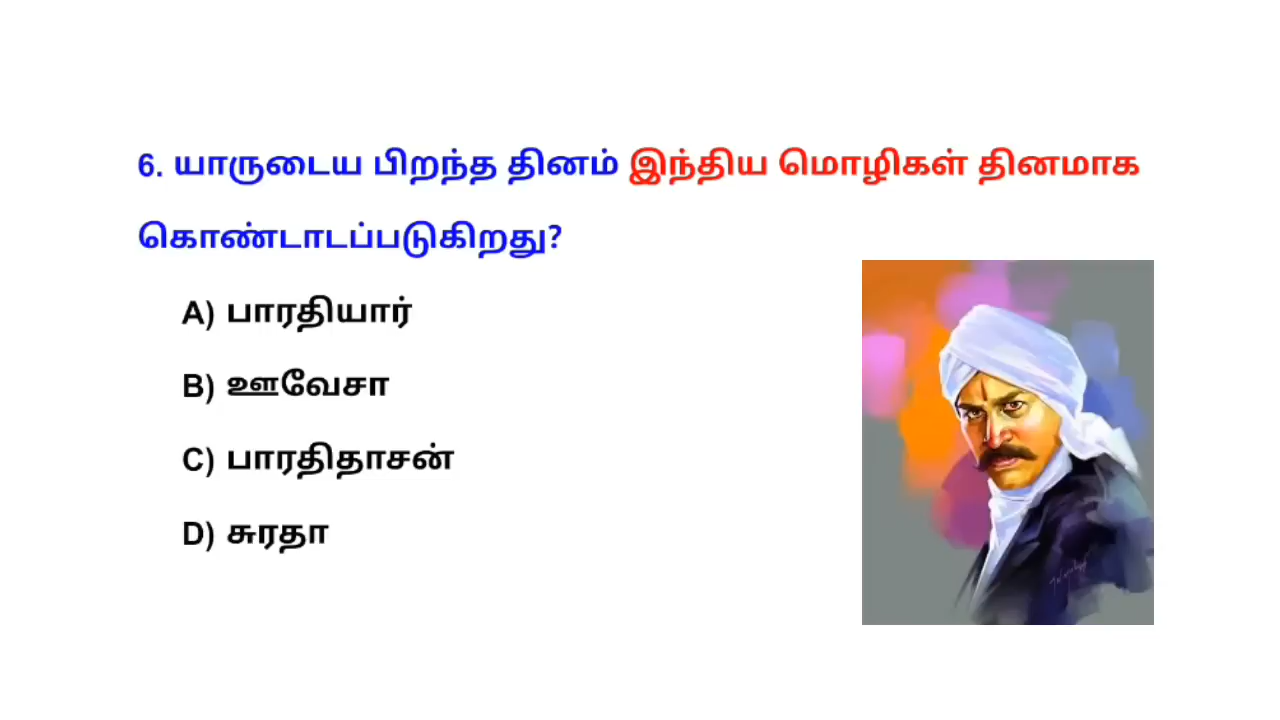 6. யாருடைய பிறந்த தினம் இந்திய மொழிகள் தினமாக
கொண்டாடப்படுகிறது?
A) பாரதியார்
B) ஊவேசா
C) பாரதிதாசன்
D) சுரதா